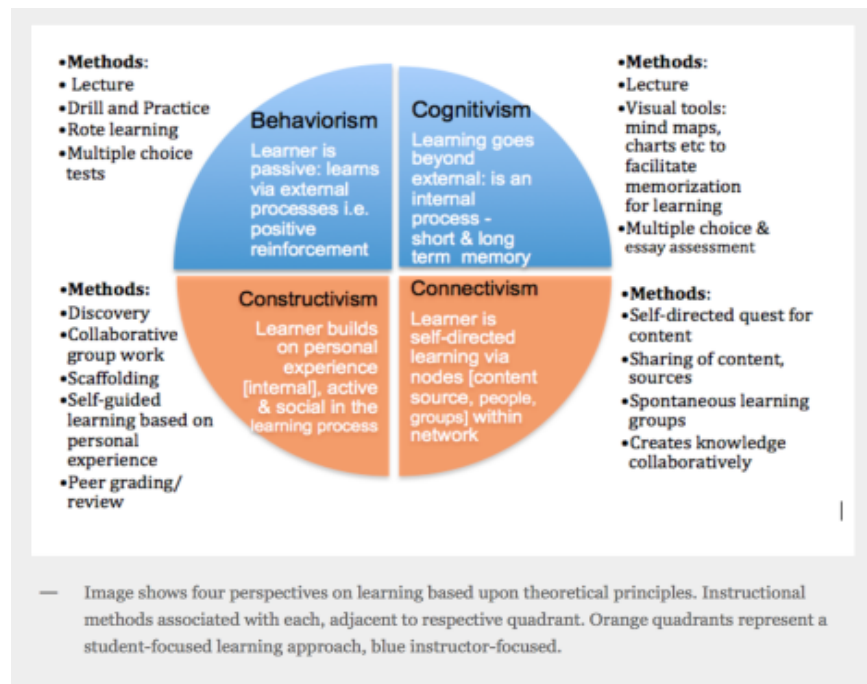 •Methods:
• Lecture
•Drill and Practice
•Rote learning
•Multiple choice
tests
Behaviorism
Learner is
passive: learns
via external
processes i.e.
positive
reinforcement
Cognitivism
Learning goes
beyond
external: is an
internal
process -
short & long
term memory
•Methods:
•Lecture
•Visual tools:
mind maps,
charts etc to
facilitate
memorization
for learning
•Multiple choice &
essay assessment
•Methods:
•Discovery
•Collaborative
group work
•Scaffolding
•Self-guided
learning based on
personal
experience
•Peer grading/
review
Constructivism
Learner builds
on personal
experience
[internal], active
& social in the
learning process
Connectivism
Learner is
self-directed
learning via
nodes [content
source, people,
groups] within
network
•Methods:
•Self-directed quest for
content
•Sharing of content,
sources
•Spontaneous learning
groups
•Creates knowledge
collaboratively
— Image shows four perspectives on learning based upon theoretical principles. Instructional
methods associated with each, adjacent to respective quadrant. Orange quadrants represent a
student-focused learning approach, blue instructor-focused.